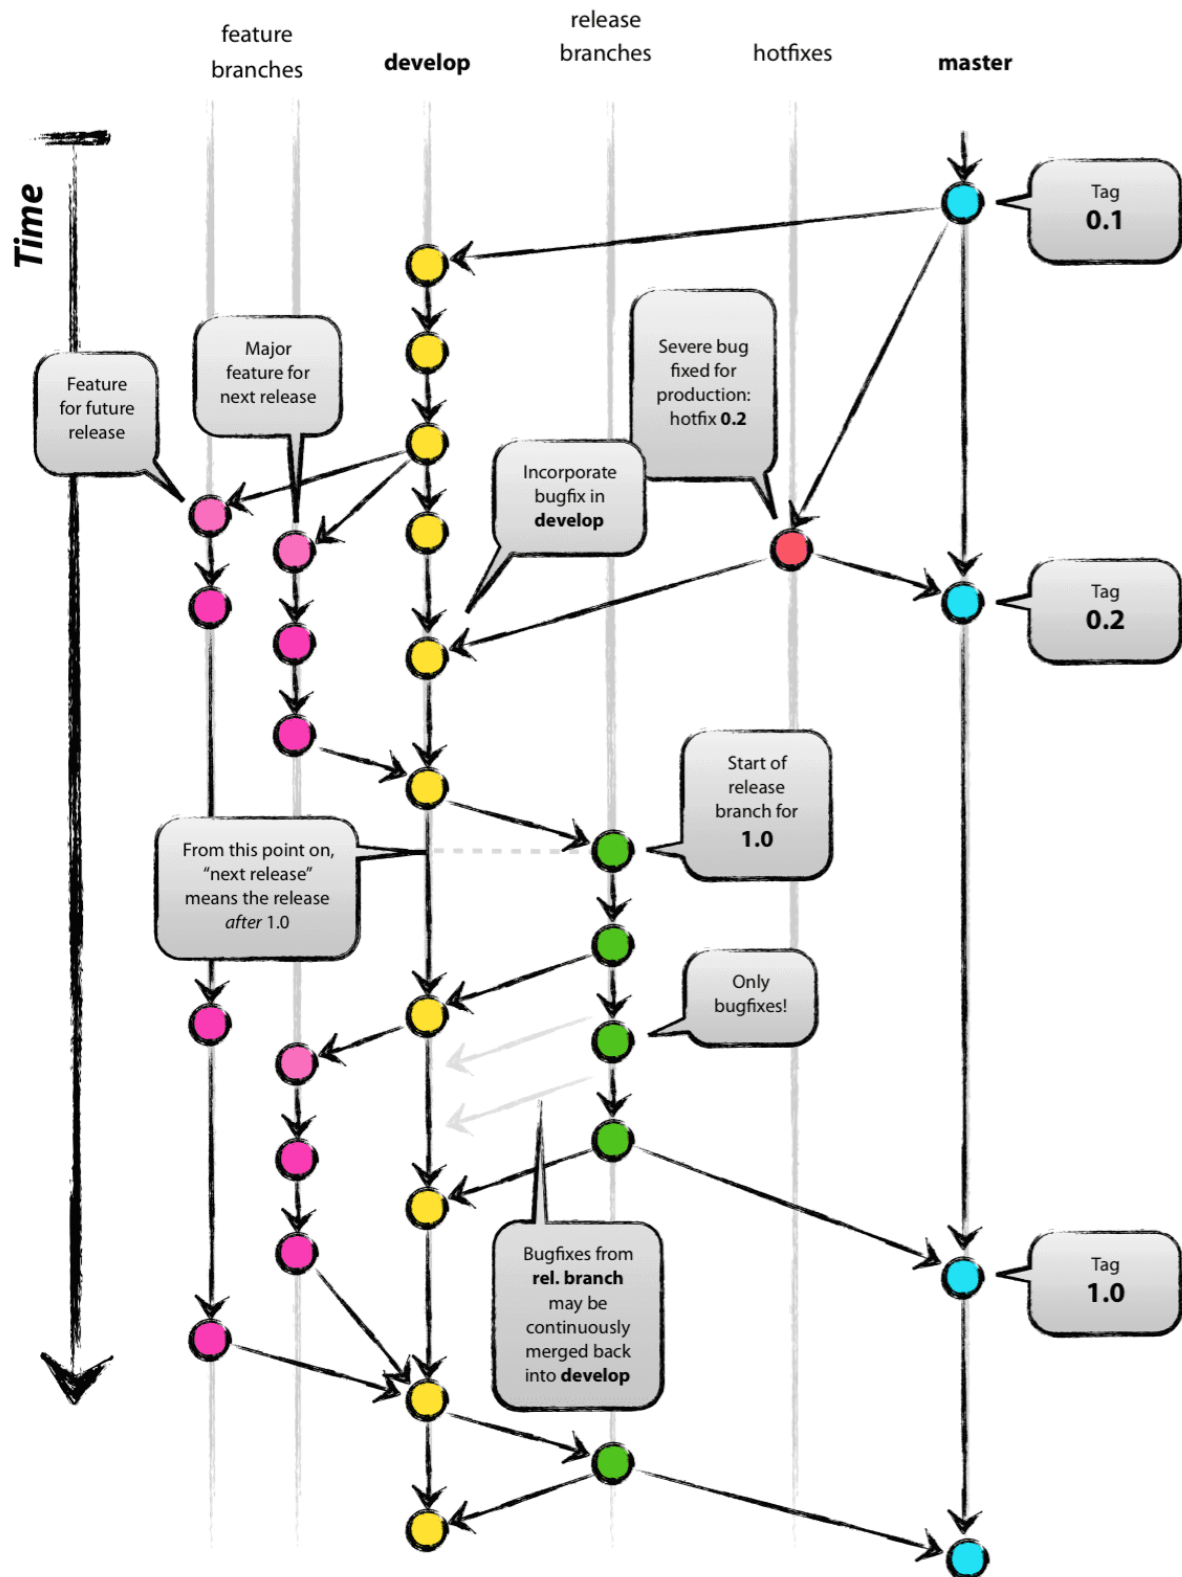 feature
branches
develop
release
branches
hotfixes
master
Time
Tag
0.1
Major
feature for
next release
Feature
for future
release
Severe bug
fixed for
production:
hotfix 0.2
Incorporate
bugfix in
develop
Tag
0.2
Start of
release
branch for
1.0
From this point on,
“next release”
means the release
after 1.0
Only
bugfixes!
Bugfixes from
rel. branch
may be
continuously
merged back
into develop
Tag
1.0